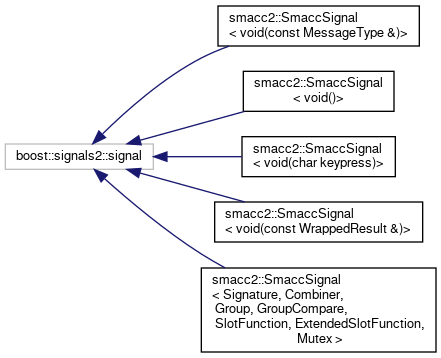 smacc2::SmaccSignal
< void(const MessageType &)>
smacc2::SmaccSignal
< void()>
boost::signals2::signal
smacc2::SmaccSignal
< void(char keypress)>
smacc2::SmaccSignal
< void(const WrappedResult &)>
smacc2::SmaccSignal
< Signature, Combiner,
Group, GroupCompare,
SlotFunction, ExtendedSlotFunction,
Mutex >